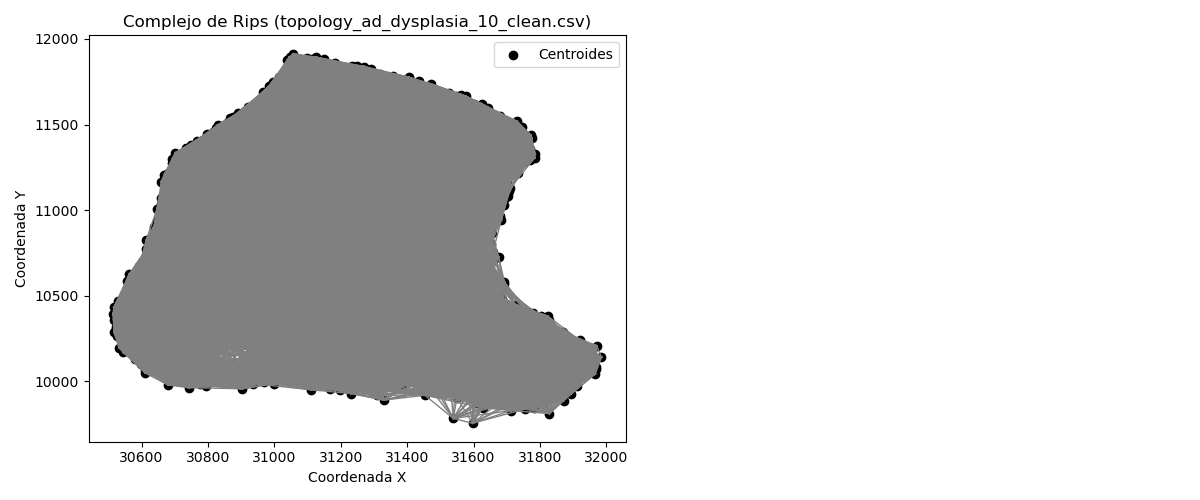 Complejo de Rips (topology_ad_dysplasia_10_clean.csv)
Centroides
12000
11500
11000
10500
10000
Coordenada Y
30600 30800 31000 31200 31400 31600 31800 32000
Coordenada X